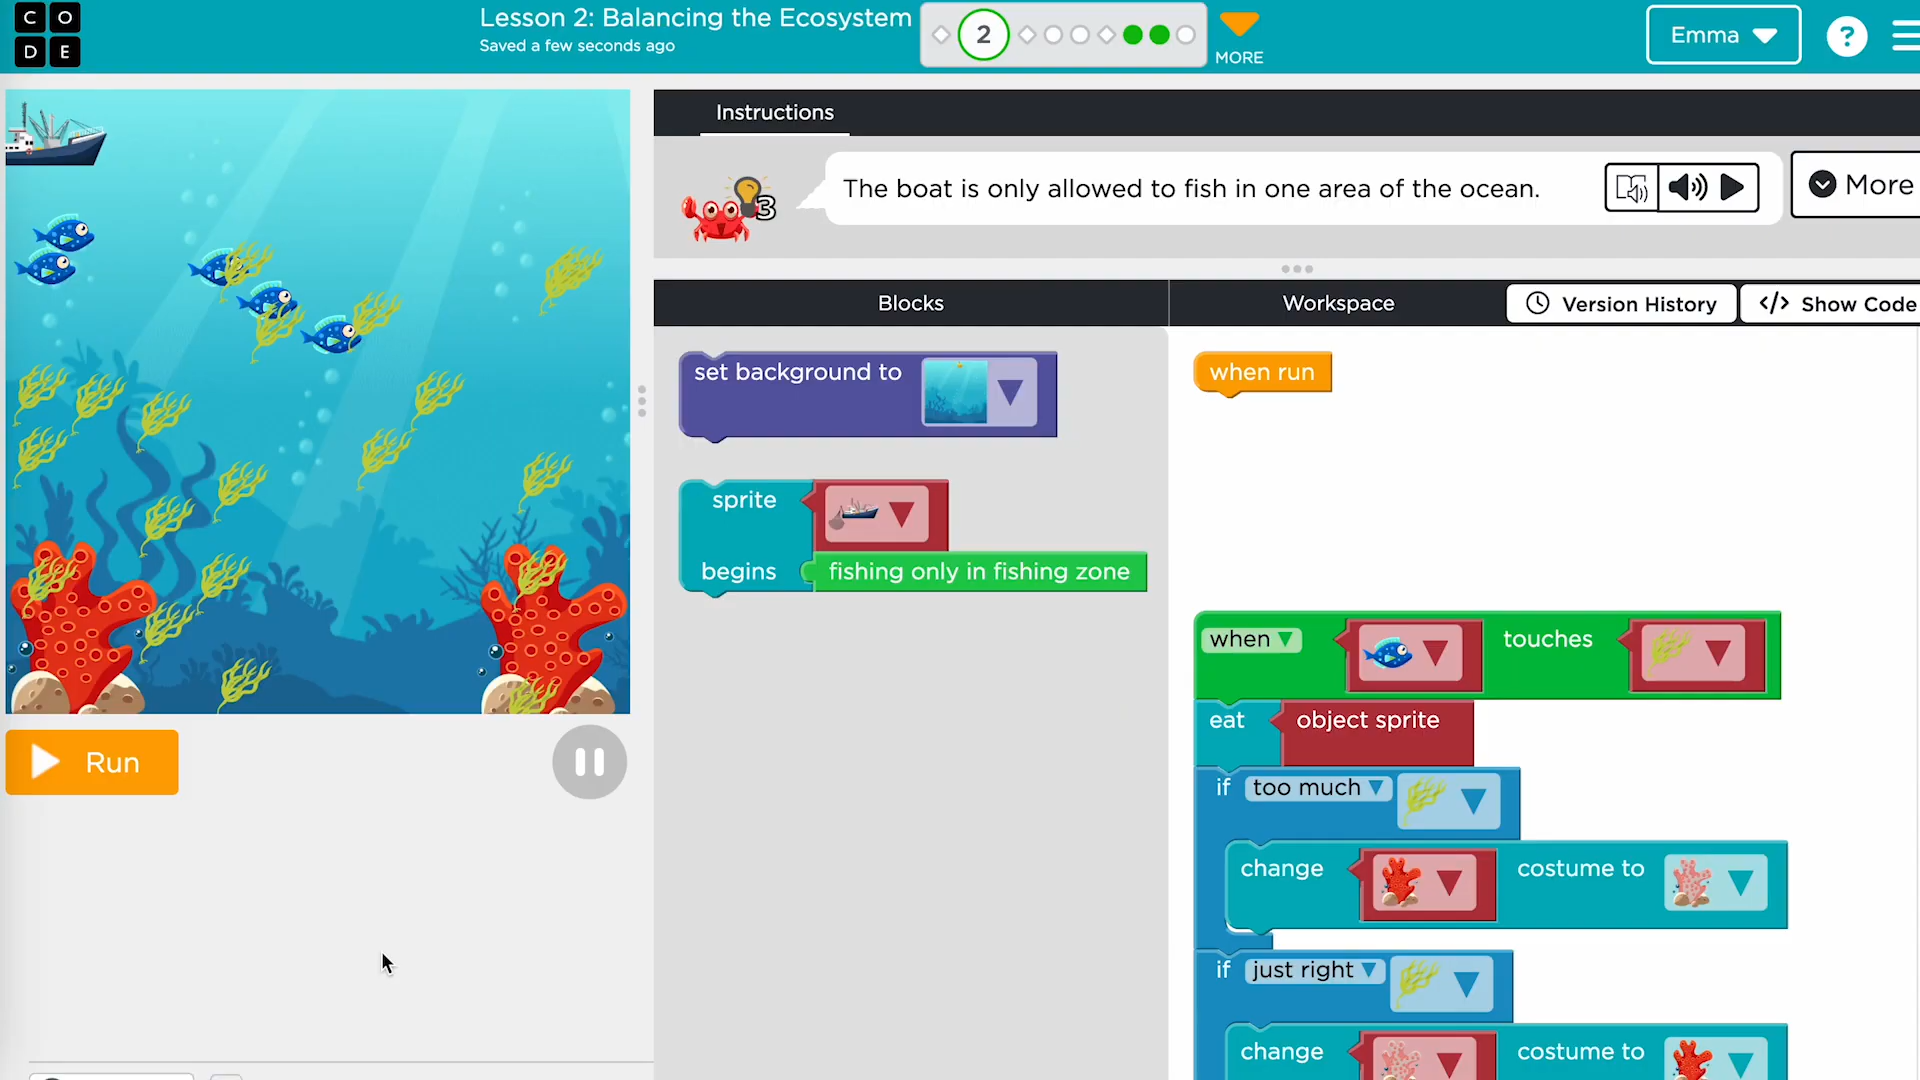 C O
D E
Lesson 2: Balancing the Ecosystem
Saved a few seconds ago
2
MORE
Emma
?
Instructions
3
The boat is only allowed to fish in one area of the ocean.
More
Blocks
Workspace
Version History
</> Show Code
set background to
sprite
begins fishing only in fishing zone
when run
when touches
eat object sprite
if too much
change costume to
if just right
change costume to
Run